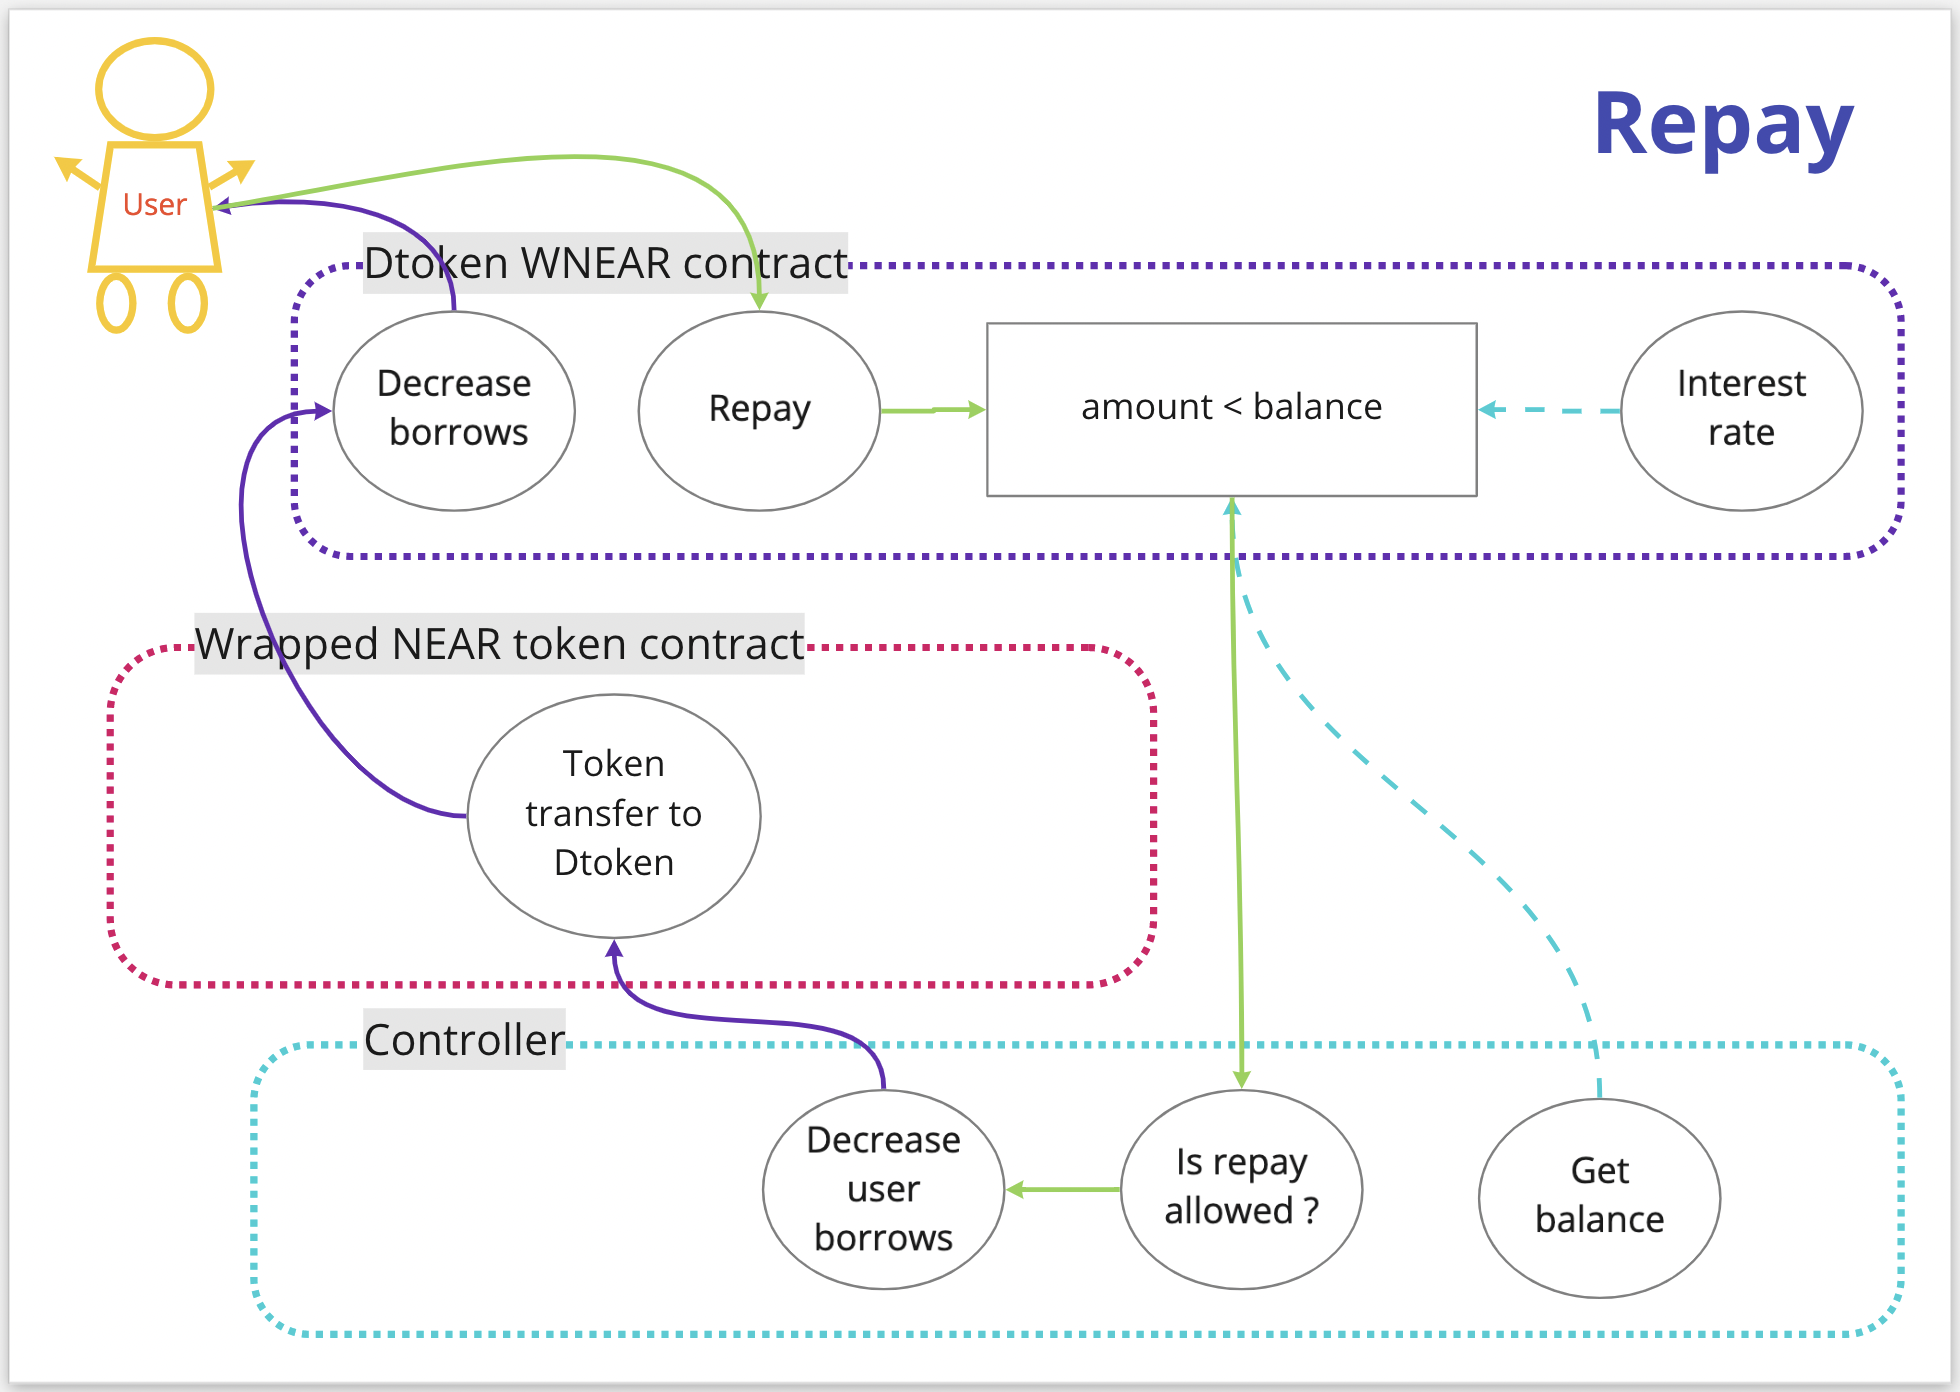 Repay
User
Dtoken WNEAR contract
Decrease
borrows
Repay
amount < balance
Interest
rate
Wrapped NEAR token contract
Token
transfer to
Dtoken
Controller
Decrease
user
borrows
Is repay
allowed ?
Get
balance